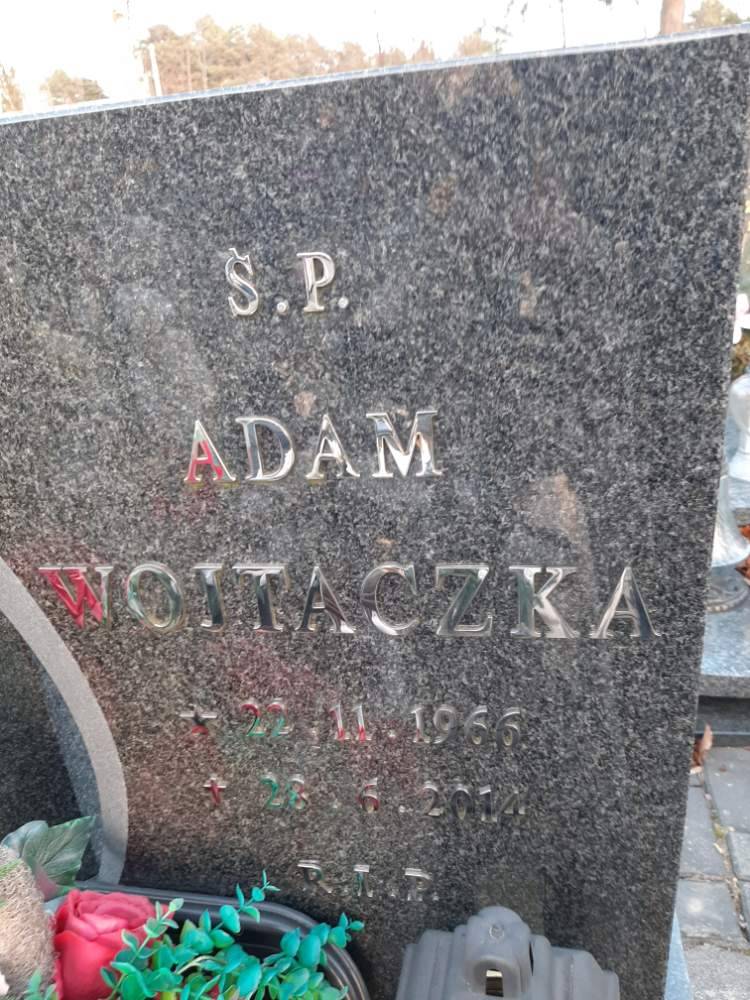 Ś.P.
ADAM
WOJTACZKA
★ 22.11.1966
✝ 28.6.2014
R.I.P.